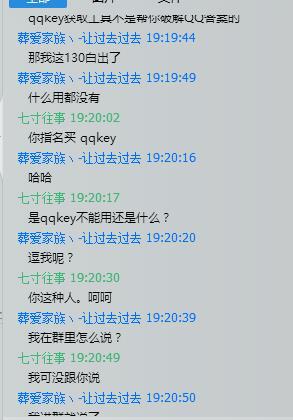 qqkey获取工具不是帮你破解QQ答案的
葬爱家族丶-让过去过去 19:19:44
那我这130白出了
葬爱家族丶-让过去过去 19:19:49
什么用都没有
七寸往事 19:20:02
你指名买 qqkey
葬爱家族丶-让过去过去 19:20:16
哈哈
七寸往事 19:20:17
是qqkey不能用还是什么？
葬爱家族丶-让过去过去 19:20:20
逗我呢？
七寸往事 19:20:30
你这种人。呵呵
葬爱家族丶-让过去过去 19:20:39
我在群里怎么说？
七寸往事 19:20:49
我可没跟你说
葬爱家族丶-让过去过去 19:20:50